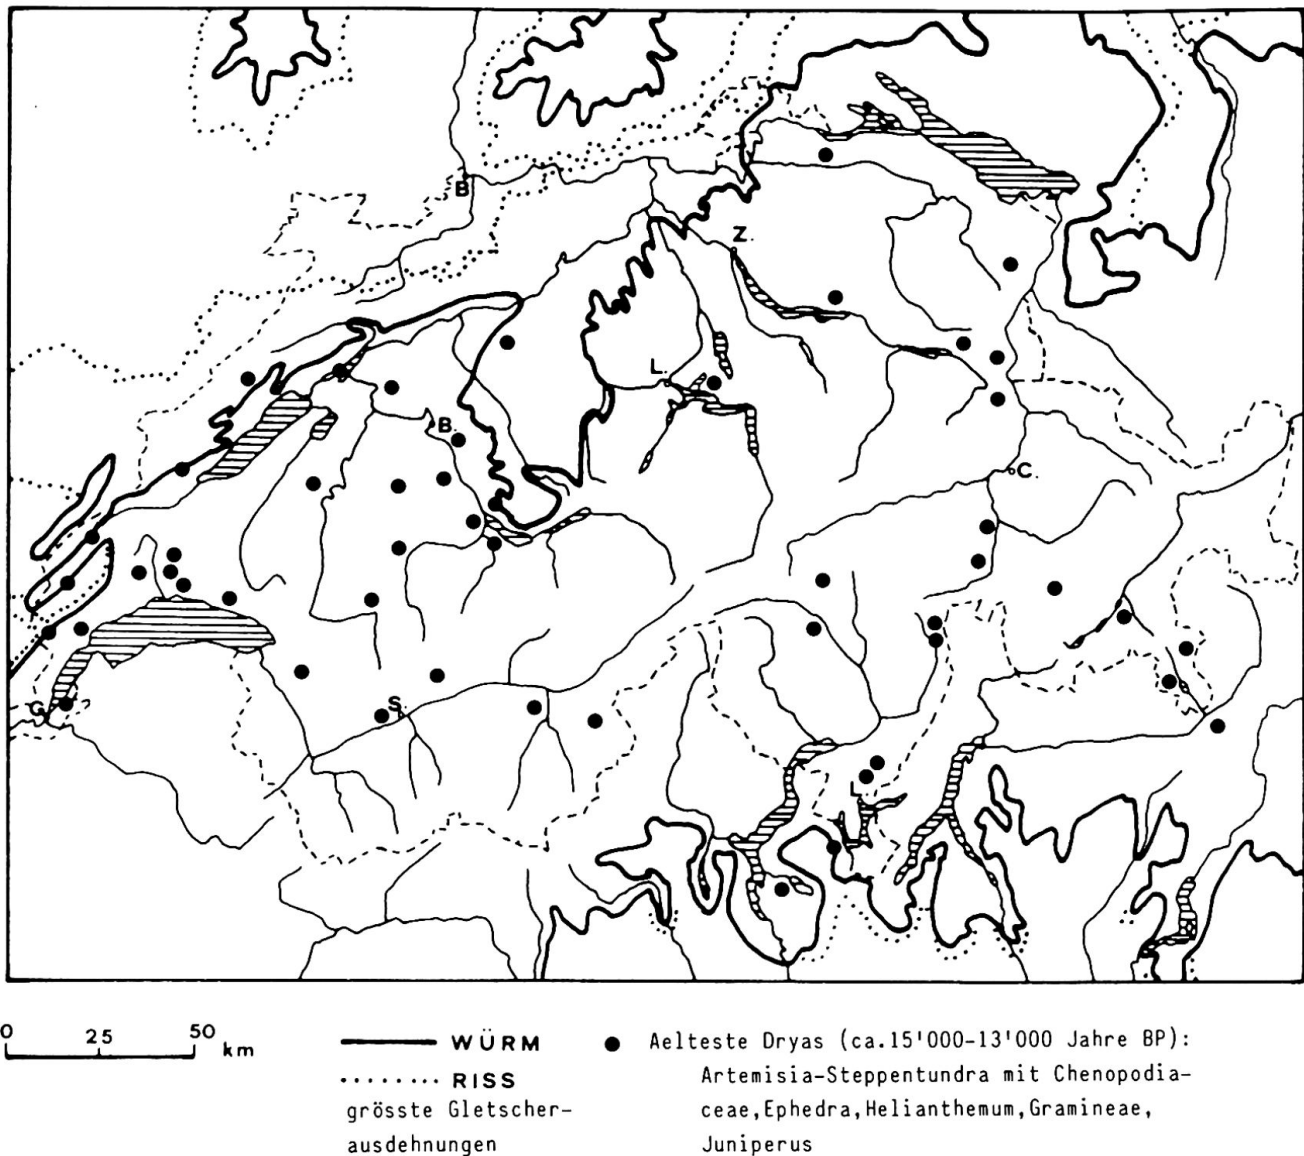 B
Z.
L.
B.
C.
G.
S.
L
0 25 50 km
WÜRM
RISS
grösste Gletscher-
ausdehnungen
Aelteste Dryas (ca.15'000-13'000 Jahre BP):
Artemisia-Steppentundra mit Chenopodia-
ceae,Ephedra,Helianthemum,Gramineae,
Juniperus